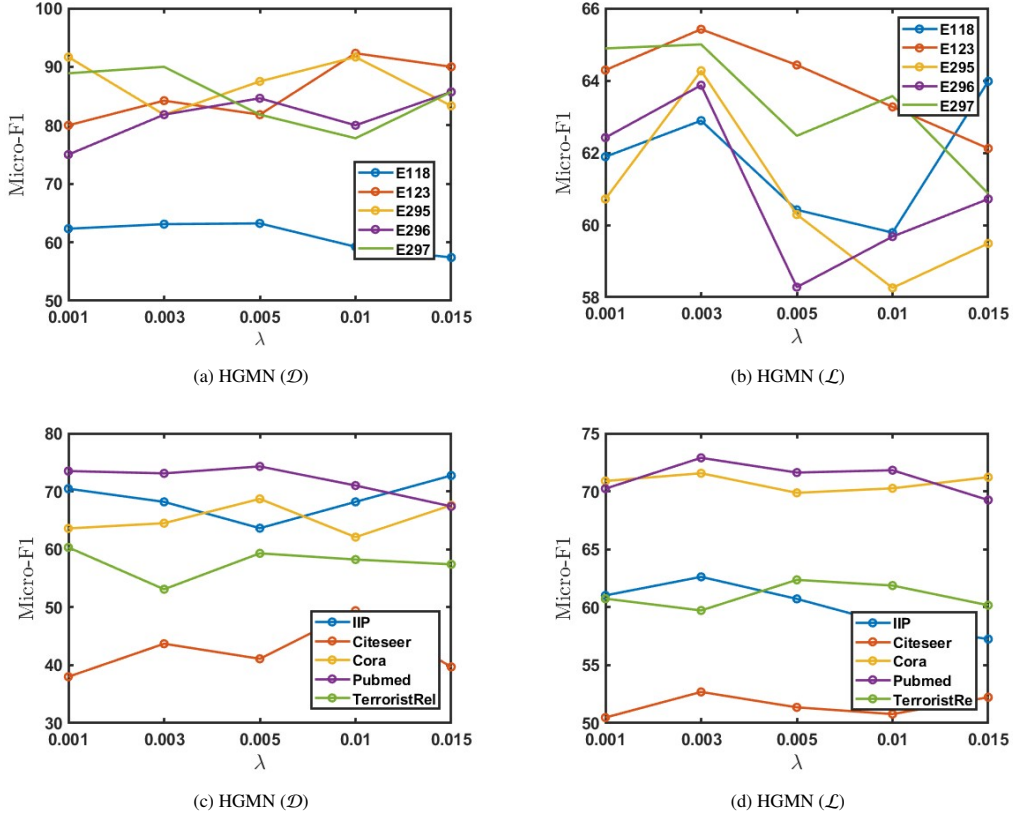 100
90
80
70
60
50
Micro-F1
E118
E123
E295
E296
E297
0.001 0.003 0.005 0.01 0.015
λ
(a) HGMN (𝒟)
66
64
62
60
58
Micro-F1
E118
E123
E295
E296
E297
0.001 0.003 0.005 0.01 0.015
λ
(b) HGMN (ℒ)
80
70
60
50
40
30
Micro-F1
IIP
Citeseer
Cora
Pubmed
TerroristRel
0.001 0.003 0.005 0.01 0.015
λ
(c) HGMN (𝒟)
75
70
65
60
55
50
Micro-F1
IIP
Citeseer
Cora
Pubmed
TerroristRe
0.001 0.003 0.005 0.01 0.015
λ
(d) HGMN (ℒ)